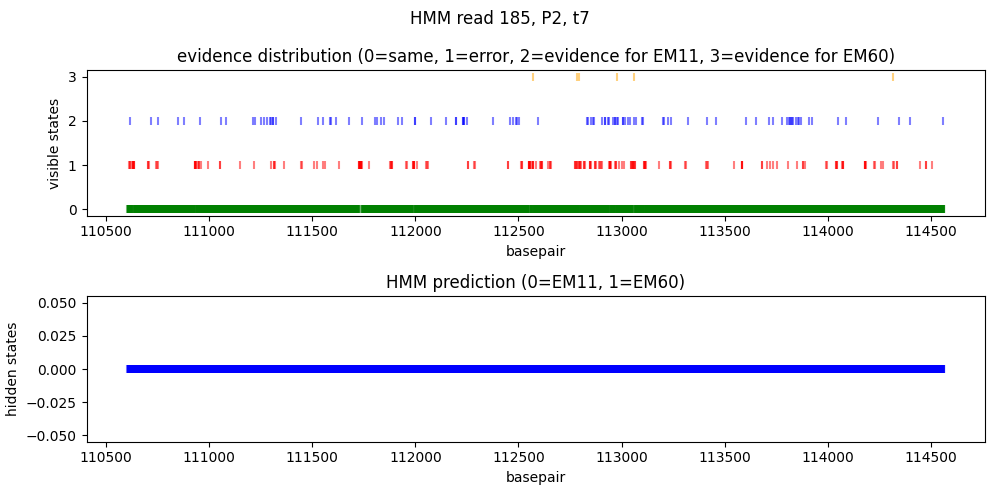 HMM read 185, P2, t7
evidence distribution (0=same, 1=error, 2=evidence for EM11, 3=evidence for EM60)
visible states
3
2
1
0
110500 111000 111500 112000 112500 113000 113500 114000 114500
basepair
HMM prediction (0=EM11, 1=EM60)
hidden states
0.050
0.025
0.000
−0.025
−0.050
110500 111000 111500 112000 112500 113000 113500 114000 114500
basepair